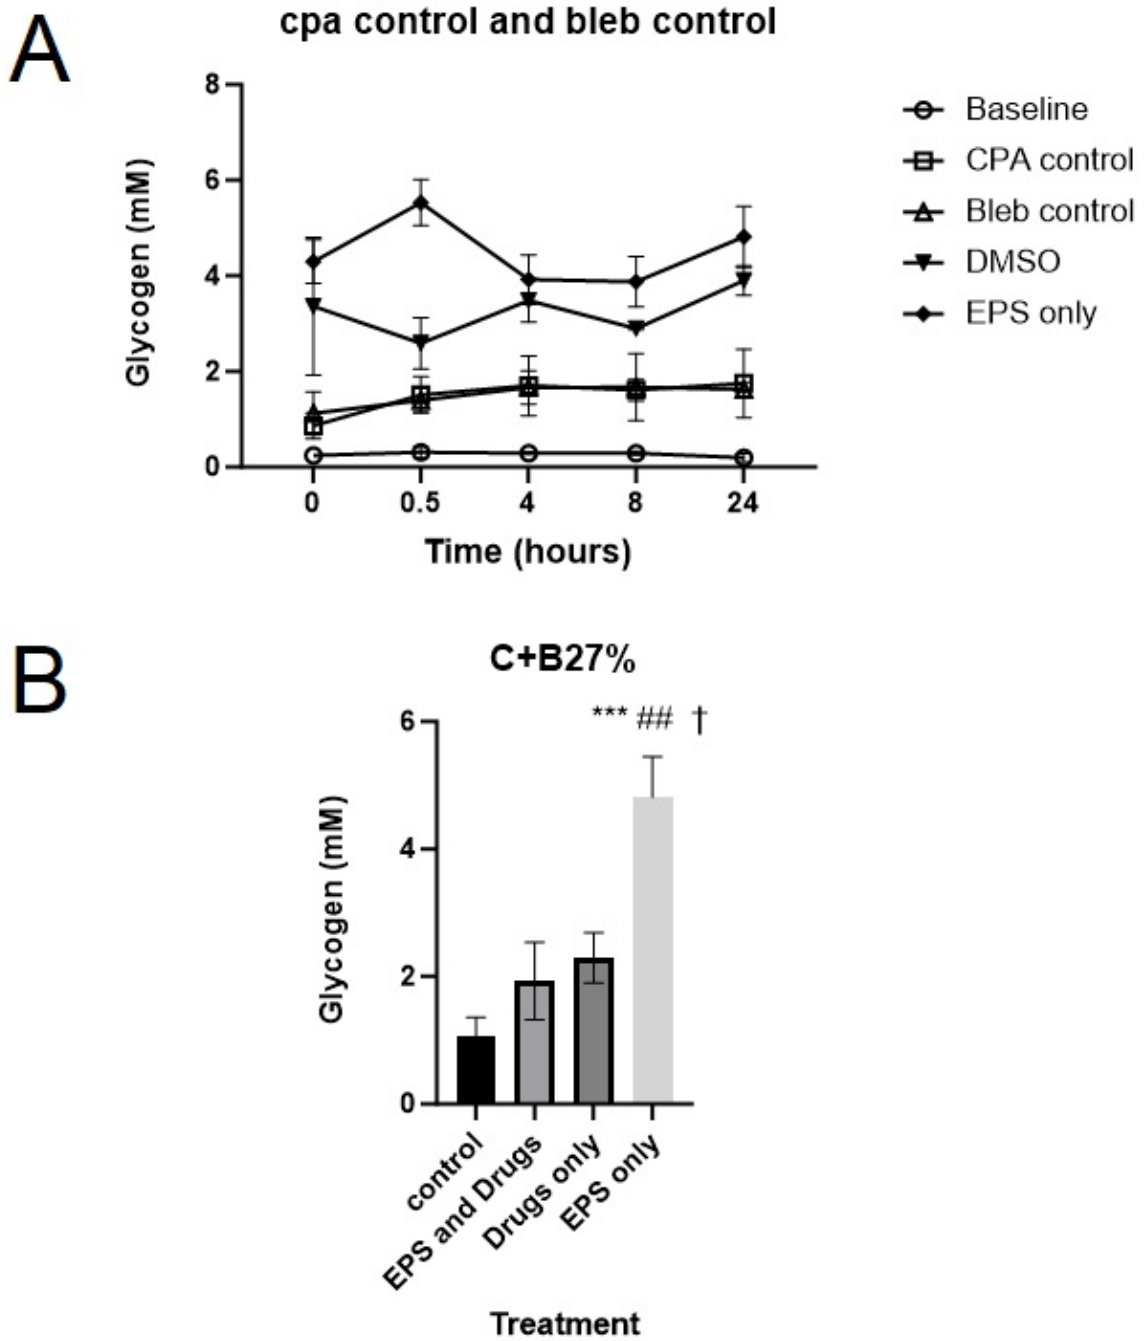 A
cpa control and bleb control
8
6
4
2
0
Glycogen (mM)
0 0.5 4 8 24
Time (hours)
Baseline
CPA control
Bleb control
DMSO
EPS only
B
C+B27%
*** ## †
6
4
2
0
Glycogen (mM)
control
EPS and Drugs
Drugs only
EPS only
Treatment